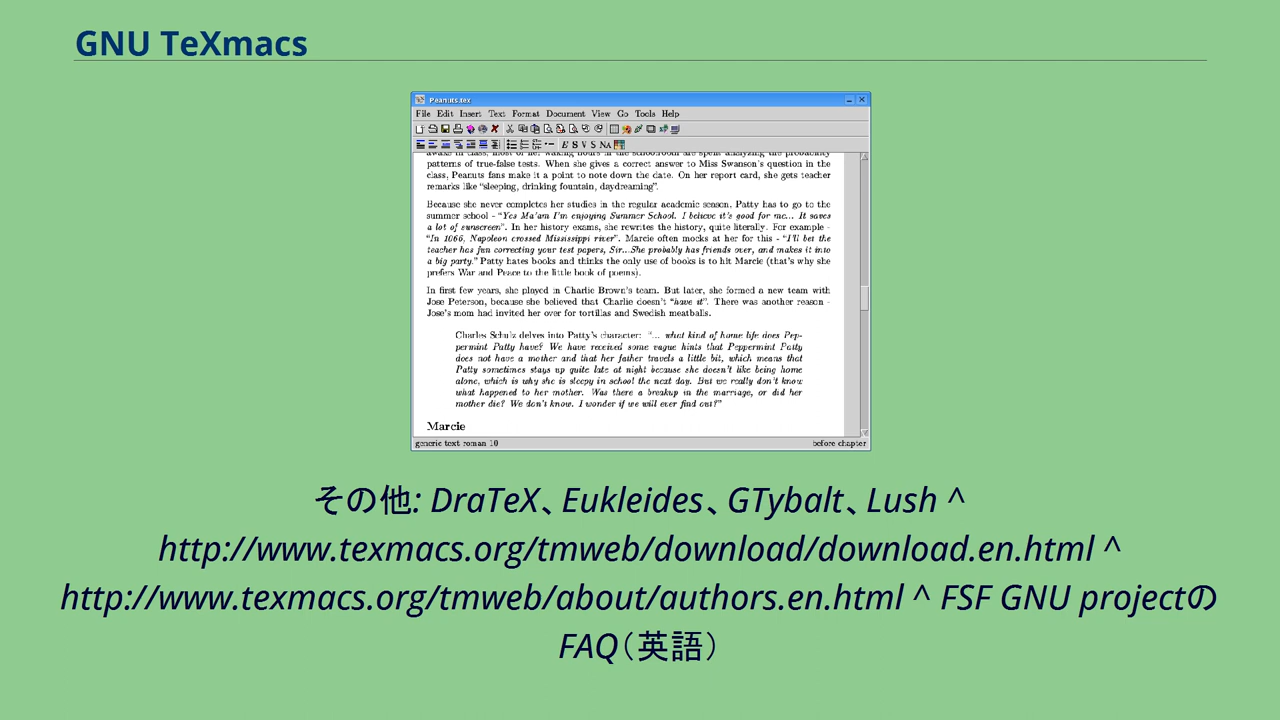 GNU TeXmacs
Peanuts.tex
File Edit Insert Text Format Document View Go Tools Help
E S V S NA
awake in class, most of her waking hours in the schoolroom are spent analyzing the probability
patterns of true-false tests. When she gives a correct answer to Miss Swanson's question in the
class, Peanuts fans make it a point to note down the date. On her report card, she gets teacher
remarks like “sleeping, drinking fountain, daydreaming”.
Because she never completes her studies in the regular academic season, Patty has to go to the
summer school - “Yes Ma'am I'm enjoying Summer School. I believe it's good for me... It saves
a lot of sunscreen”. In her history exams, she rewrites the history, quite literally. For example -
“In 1066, Napoleon crossed Mississippi river”. Marcie often mocks at her for this - “I'll bet the
teacher has fun correcting your test papers, Sir...She probably has friends over, and makes it into
a big party.” Patty hates books and thinks the only use of books is to hit Marcie (that's why she
prefers War and Peace to the little book of poems).
In first few years, she played in Charlie Brown's team. But later, she formed a new team with
Jose Peterson, because she believed that Charlie doesn't “have it”. There was another reason -
Jose's mom had invited her over for tortillas and Swedish meatballs.
Charles Schulz delves into Patty's character: “... what kind of home life does Pep-
permint Patty have? We have received some vague hints that Peppermint Patty
does not have a mother and that her father travels a little bit, which means that
Patty sometimes stays up quite late at night because she doesn't like being home
alone, which is why she is sleepy in school the next day. But we really don't know
what happened to her mother. Was there a breakup in the marriage, or did her
mother die? We don't know. I wonder if we will ever find out?”
Marcie
generic text roman 10 before chapter
その他: DraTeX、Eukleides、GTybalt、Lush ^
http://www.texmacs.org/tmweb/download/download.en.html ^
http://www.texmacs.org/tmweb/about/authors.en.html ^ FSF GNU projectの
FAQ（英語）